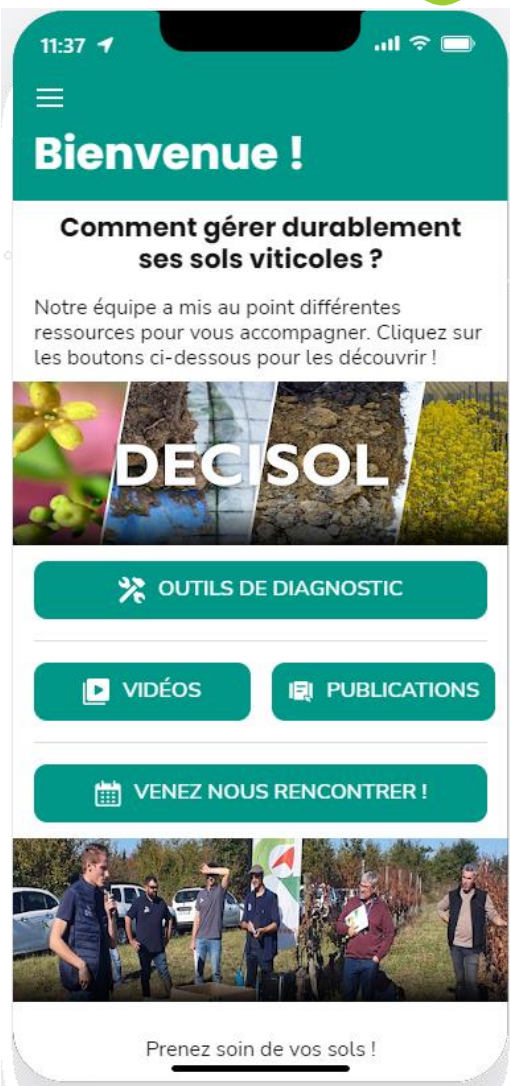 11:37
Bienvenue !
Comment gérer durablement
ses sols viticoles ?
Notre équipe a mis au point différentes
ressources pour vous accompagner. Cliquez sur
les boutons ci-dessous pour les découvrir !
DECISOL
OUTILS DE DIAGNOSTIC
VIDÉOS
PUBLICATIONS
VENEZ NOUS RENCONTRER !
Prenez soin de vos sols !